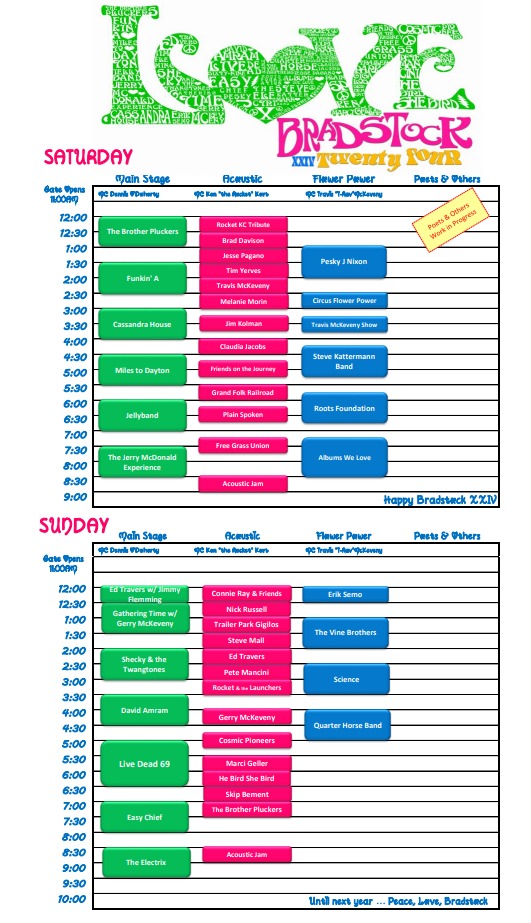 BRADSTOCK
XXIV Twenty fOUR
SATURDAY
Main Stage
Acoustic
Flower Power
Poets & Others
Gate Opens
11:00AM
MC Dennis O'Doherty
MC Ken "the Rocket" Korb
MC Travis "T-Rav" McKeveny
Poets & Others
Work in Progress
12:00
12:30
1:00
1:30
2:00
2:30
3:00
3:30
4:00
4:30
5:00
5:30
6:00
6:30
7:00
7:30
8:00
8:30
9:00
The Brother Pluckers
Funkin' A
Cassandra House
Miles to Dayton
Jellyband
The Jerry McDonald
Experience
Rocket KC Tribute
Brad Davison
Jesse Pagano
Tim Yerves
Travis McKeveny
Melanie Morin
Jim Kolman
Claudia Jacobs
Friends on the Journey
Grand Folk Railroad
Plain Spoken
Free Grass Union
Acoustic Jam
Pesky J Nixon
Circus Flower Power
Travis McKeveny Show
Steve Kattermann
Band
Roots Foundation
Albums We Love
Happy Bradstock XXIV
SUNDAY
Main Stage
Acoustic
Flower Power
Poets & Others
Gate Opens
11:00AM
MC Dennis O'Doherty
MC Ken "the Rocket" Korb
MC Travis "T-Rav" McKeveny
12:00
12:30
1:00
1:30
2:00
2:30
3:00
3:30
4:00
4:30
5:00
5:30
6:00
6:30
7:00
7:30
8:00
8:30
9:00
9:30
10:00
Ed Travers w/ Jimmy
Flemming
Gathering Time w/
Gerry McKeveny
Shecky & the
Twangtones
David Amram
Live Dead 69
Easy Chief
The Electrix
Connie Ray & Friends
Nick Russell
Trailer Park Gigilos
Steve Mall
Ed Travers
Pete Mancini
Rocket & the Launchers
Gerry McKeveny
Cosmic Pioneers
Marci Geller
He Bird She Bird
Skip Bement
The Brother Pluckers
Acoustic Jam
Erik Semo
The Vine Brothers
Science
Quarter Horse Band
Until next year ... Peace, Love, Bradstock